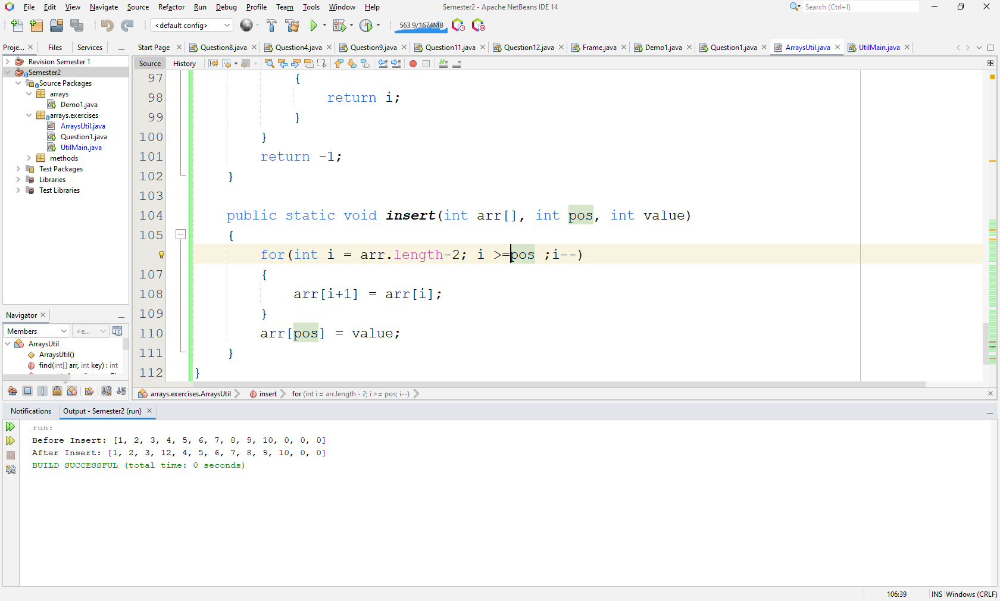 File Edit View Navigate Source Refactor Run Debug Profile Team Tools Window Help
Semester2 - Apache NetBeans IDE 14
Search (Ctrl+I)
<default config>
563.9/1674MB
Proje... Files Services
Start Page Question8.java Question4.java Question9.java Question11.java Question12.java Frame.java Demo1.java Question1.java ArraysUtil.java UtilMain.java
Source History
Revision Semester 1
Semester2
Source Packages
arrays
Demo1.java
arrays.exercises
ArraysUtil.java
Question1.java
UtilMain.java
methods
Test Packages
Libraries
Test Libraries
97 {
98 return i;
99 }
100 }
101 return -1;
102 }
103
104 public static void insert(int arr[], int pos, int value)
105 {
for(int i = arr.length-2; i >=pos ;i--)
107 {
108 arr[i+1] = arr[i];
109 }
110 arr[pos] = value;
111 }
112 }
Navigator
Members <e...
ArraysUtil
ArraysUtil()
find(int[] arr, int key) : int
arrays.exercises.ArraysUtil insert for (int i = arr.length - 2; i >= pos; i--)
Notifications Output - Semester2 (run)
run:
Before Insert: [1, 2, 3, 4, 5, 6, 7, 8, 9, 10, 0, 0, 0]
After Insert: [1, 2, 3, 12, 4, 5, 6, 7, 8, 9, 10, 0, 0]
BUILD SUCCESSFUL (total time: 0 seconds)
106:39 INS Windows (CRLF)